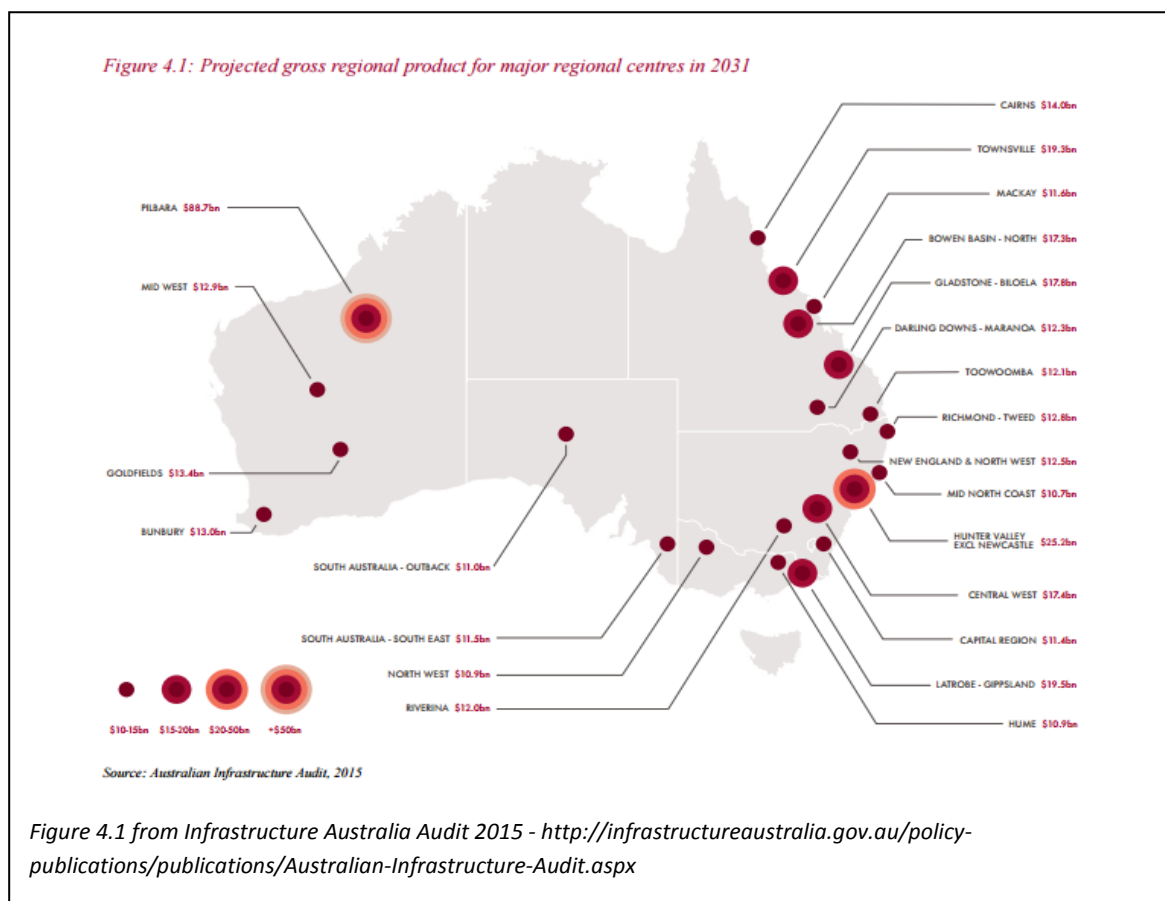 Figure 4.1: Projected gross regional product for major regional centres in 2031
CAIRNS $14.0bn
TOWNSVILLE $19.3bn
MACKAY $11.6bn
BOWEN BASIN - NORTH $17.3bn
GLADSTONE - BILOELA $17.8bn
DARLING DOWNS - MARANOA $12.3bn
TOOWOOMBA $12.1bn
RICHMOND - TWEED $12.8bn
NEW ENGLAND & NORTH WEST $12.5bn
MID NORTH COAST $10.7bn
HUNTER VALLEY
EXCL NEWCASTLE $25.2bn
CENTRAL WEST $17.4bn
CAPITAL REGION $11.4bn
LATROBE - GIPPSLAND $19.5bn
HUME $10.9bn
PILBARA $88.7bn
MID WEST $12.9bn
GOLDFIELDS $13.4bn
BUNBURY $13.0bn
SOUTH AUSTRALIA - OUTBACK $11.0bn
SOUTH AUSTRALIA - SOUTH EAST $11.5bn
NORTH WEST $10.9bn
RIVERINA $12.0bn
$10-15bn $15-20bn $20-50bn +$50bn
Source: Australian Infrastructure Audit, 2015
Figure 4.1 from Infrastructure Australia Audit 2015 - http://infrastructureaustralia.gov.au/policy-
publications/publications/Australian-Infrastructure-Audit.aspx